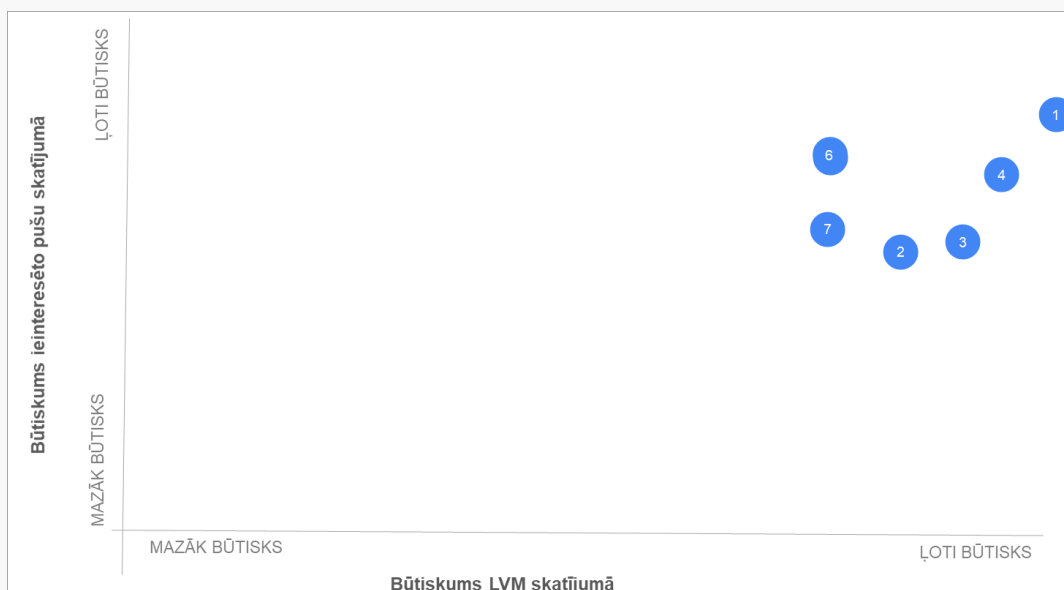 Būtiskums ieinteresēto pušu skatījumā
ĻOTI BŪTISKS
MAZĀK BŪTISKS
1
6
4
7
3
2
MAZĀK BŪTISKS
ĻOTI BŪTISKS
Būtiskums LVM skatījumā